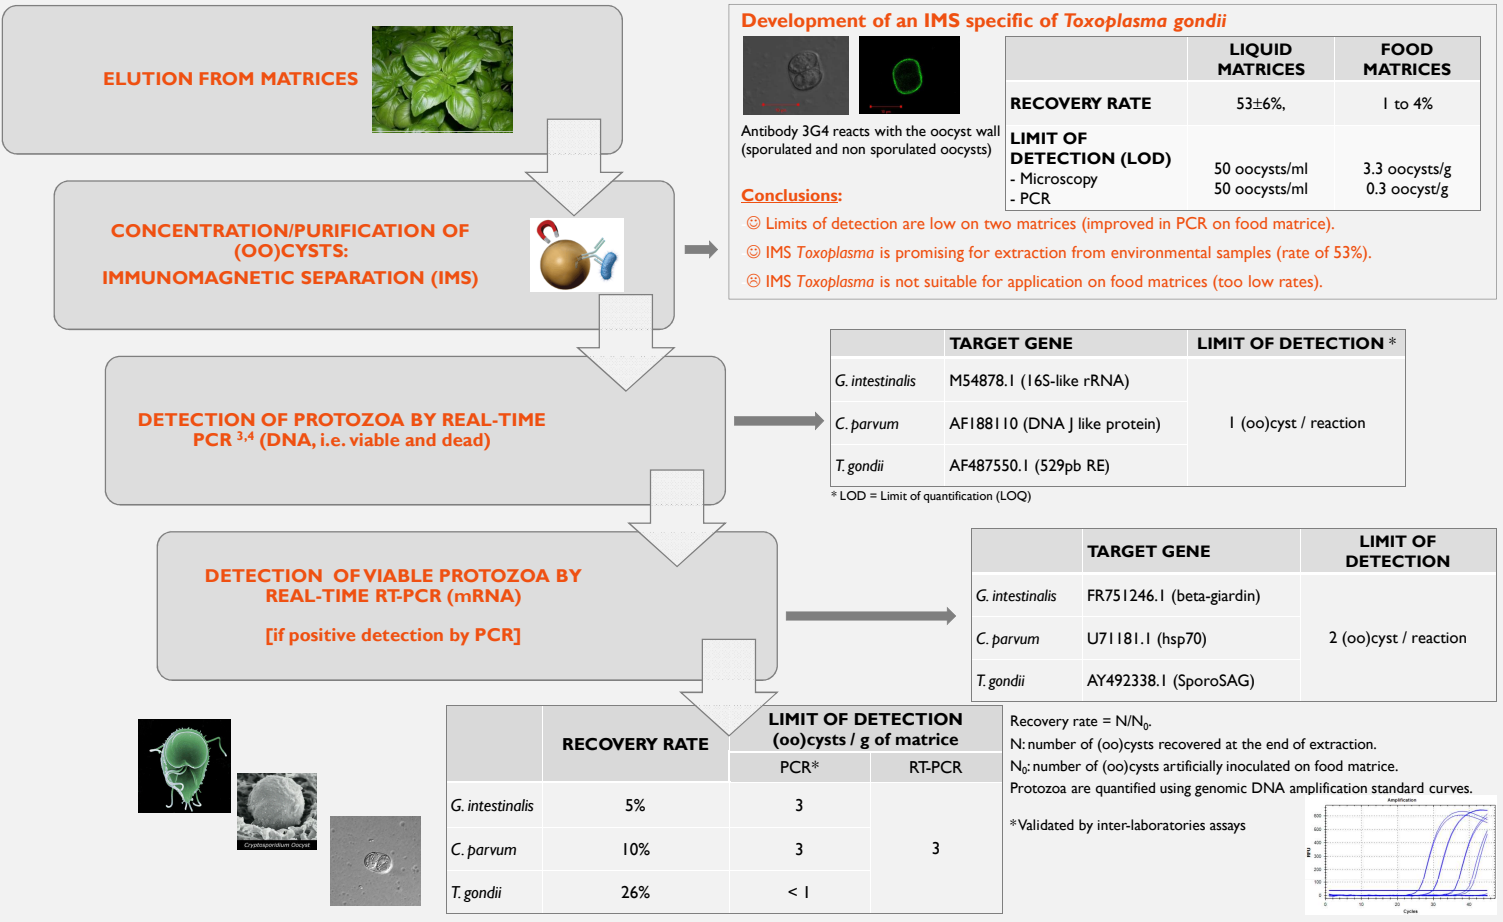 ELUTION FROM MATRICES
CONCENTRATION/PURIFICATION OF
(OO)CYSTS:
IMMUNOMAGNETIC SEPARATION (IMS)
DETECTION OF PROTOZOA BY REAL-TIME
PCR 3,4 (DNA, i.e. viable and dead)
DETECTION OF VIABLE PROTOZOA BY
REAL-TIME RT-PCR (mRNA)
[if positive detection by PCR]
Development of an IMS specific of Toxoplasma gondii
Antibody 3G4 reacts with the oocyst wall
(sporulated and non sporulated oocysts)
LIQUID MATRICES FOOD MATRICES
RECOVERY RATE 53±6%, 1 to 4%
LIMIT OF
DETECTION (LOD)
- Microscopy 50 oocysts/ml 3.3 oocysts/g
- PCR 50 oocysts/ml 0.3 oocyst/g
Conclusions:
☺ Limits of detection are low on two matrices (improved in PCR on food matrice).
☺ IMS Toxoplasma is promising for extraction from environmental samples (rate of 53%).
☹ IMS Toxoplasma is not suitable for application on food matrices (too low rates).
TARGET GENE LIMIT OF DETECTION *
G. intestinalis M54878.1 (16S-like rRNA)
C. parvum AF188110 (DNA J like protein) 1 (oo)cyst / reaction
T. gondii AF487550.1 (529pb RE)
* LOD = Limit of quantification (LOQ)
TARGET GENE LIMIT OF DETECTION
G. intestinalis FR751246.1 (beta-giardin)
C. parvum U71181.1 (hsp70) 2 (oo)cyst / reaction
T. gondii AY492338.1 (SporoSAG)
RECOVERY RATE LIMIT OF DETECTION
(oo)cysts / g of matrice
PCR* RT-PCR
G. intestinalis 5% 3
C. parvum 10% 3 3
T. gondii 26% < 1
Cryptosporidium Oocyst
Recovery rate = N/N0.
N: number of (oo)cysts recovered at the end of extraction.
N0: number of (oo)cysts artificially inoculated on food matrice.
Protozoa are quantified using genomic DNA amplification standard curves.
* Validated by inter-laboratories assays
Amplification
RFU
600
400
300
200
100
0
0 10 20 30 40
Cycles